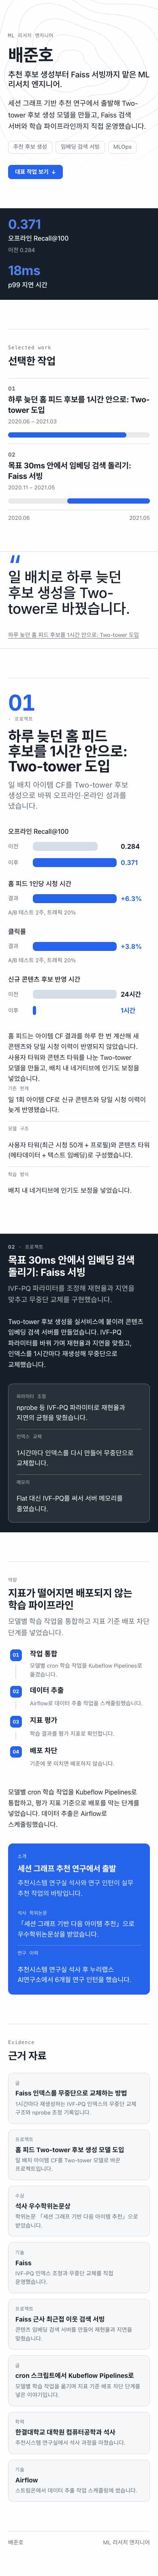 ML 리서치 엔지니어
배준호
추천 후보 생성부터 Faiss 서빙까지 맡은 ML
리서치 엔지니어.
세션 그래프 기반 추천 연구에서 출발해 Two-
tower로 후보 생성 모델을 만들고, Faiss 검색
서버와 학습 파이프라인까지 직접 운영했습니다.
추천 후보 생성
임베딩 검색 서빙
MLOps
대표 작업 보기 ↓
0.371
오프라인 Recall@100
이전 0.284
18ms
p99 지연 시간
Selected work
선택한 작업
01
하루 늦던 홈 피드 후보를 1시간 안으로: Two-
tower 도입
2020.06 – 2021.03
02
목표 30ms 안에서 임베딩 검색 돌리기:
Faiss 서빙
2020.11 – 2021.05
2020.06
2021.05
“
일 배치로 하루 늦던
후보 생성을 Two-
tower로 바꿨습니다.
하루 늦던 홈 피드 후보를 1시간 안으로: Two-tower 도입
01
· 프로젝트
하루 늦던 홈 피드
후보를 1시간 안으로:
Two-tower 도입
일 배치 아이템 CF를 Two-tower 후보
생성으로 바꿔 오프라인·온라인 성과를
냈습니다.
오프라인 Recall@100
이전
0.284
이후
0.371
홈 피드 1인당 시청 시간
결과
+6.3%
A/B 테스트 2주, 트래픽 20%
클릭률
결과
+3.8%
A/B 테스트 2주, 트래픽 20%
신규 콘텐츠 후보 반영 시간
이전
24시간
이후
1시간
홈 피드는 아이템 CF 결과를 하루 한 번 계산해 새
콘텐츠와 당일 시청 이력이 반영되지 않았습니다.
사용자 타워와 콘텐츠 타워를 나눈 Two-tower
모델을 만들고, 배치 내 네거티브에 인기도 보정을
넣었습니다.
기존 한계
일 1회 아이템 CF로 신규 콘텐츠와 당일 시청 이력이
늦게 반영됐습니다.
모델 구조
사용자 타워(최근 시청 50개 + 프로필)와 콘텐츠 타워
(메타데이터 + 텍스트 임베딩)로 구성했습니다.
학습 방식
배치 내 네거티브에 인기도 보정을 넣었습니다.
02 · 프로젝트
목표 30ms 안에서 임베딩 검색
돌리기: Faiss 서빙
IVF-PQ 파라미터를 조정해 재현율과 지연을
맞추고 무중단 교체를 구현했습니다.
Two-tower 후보 생성을 실서비스에 붙이려 콘텐츠
임베딩 검색 서버를 만들었습니다. IVF-PQ
파라미터를 바꿔 가며 재현율과 지연을 맞췄고,
인덱스를 1시간마다 재생성해 무중단으로
교체했습니다.
파라미터 조정
nprobe 등 IVF-PQ 파라미터로 재현율과
지연의 균형을 맞췄습니다.
인덱스 교체
1시간마다 인덱스를 다시 만들어 무중단으로
교체합니다.
메모리
Flat 대신 IVF-PQ를 써서 서버 메모리를
줄였습니다.
역량
지표가 떨어지면 배포되지 않는
학습 파이프라인
모델별 학습 작업을 통합하고 지표 기준 배포 차단
단계를 넣었습니다.
01
작업 통합
모델별 cron 학습 작업을 Kubeflow Pipelines로
옮겼습니다.
02
데이터 추출
Airflow로 데이터 추출 작업을 스케줄링했습니다.
03
지표 평가
학습 결과를 평가 지표로 확인합니다.
04
배포 차단
기준에 못 미치면 배포하지 않습니다.
모델별 cron 학습 작업을 Kubeflow Pipelines로
통합하고, 평가 지표 기준으로 배포를 막는 단계를
넣었습니다. 데이터 추출은 Airflow로
스케줄링했습니다.
소개
세션 그래프 추천 연구에서 출발
추천시스템 연구실 석사와 연구 인턴이 실무
추천 작업의 바탕입니다.
석사 학위논문
「세션 그래프 기반 다음 아이템 추천」으로
우수학위논문상을 받았습니다.
연구 이력
추천시스템 연구실 석사 후 누리랩스
AI연구소에서 6개월 연구 인턴을 했습니다.
Evidence
근거 자료
글
Faiss 인덱스를 무중단으로 교체하는 방법
1시간마다 재생성하는 IVF-PQ 인덱스의 무중단 교체
구조와 nprobe 조정 기록입니다.
프로젝트
홈 피드 Two-tower 후보 생성 모델 도입
일 배치 아이템 CF를 Two-tower 모델로 바꾼
프로젝트입니다.
수상
석사 우수학위논문상
학위논문 「세션 그래프 기반 다음 아이템 추천」으로
받았습니다.
기술
Faiss
IVF-PQ 인덱스 조정과 무중단 교체를 직접
운영했습니다.
프로젝트
Faiss 근사 최근접 이웃 검색 서빙
콘텐츠 임베딩 검색 서버를 만들어 재현율과 지연을
맞췄습니다.
글
cron 스크립트에서 Kubeflow Pipelines로
모델별 학습 작업을 옮기며 지표 기준 배포 차단 단계를
넣은 이야기입니다.
학력
한결대학교 대학원 컴퓨터공학과 석사
추천시스템 연구실에서 석사 과정을 마쳤습니다.
기술
Airflow
스트림온에서 데이터 추출 작업 스케줄링에 썼습니다.
배준호
ML 리서치 엔지니어